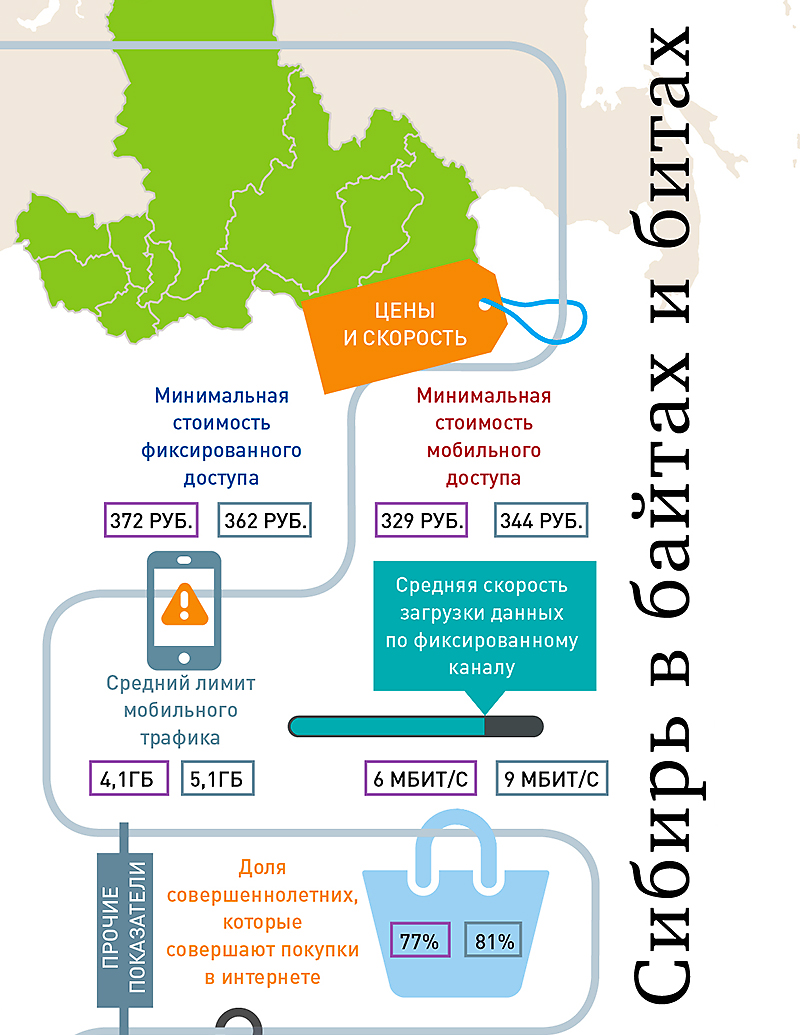 Сибирь в байтах и битах
ЦЕНЫ
И СКОРОСТЬ
Минимальная
стоимость
фиксированного
доступа
372 РУБ.
362 РУБ.
Минимальная
стоимость
мобильного
доступа
329 РУБ.
344 РУБ.
Средний лимит
мобильного
трафика
4,1ГБ
5,1ГБ
Средняя скорость
загрузки данных
по фиксированному
каналу
6 МБИТ/С
9 МБИТ/С
ПРОЧИЕ
ПОКАЗАТЕЛИ
Доля
совершеннолетних,
которые
совершают покупки
в интернете
77%
81%